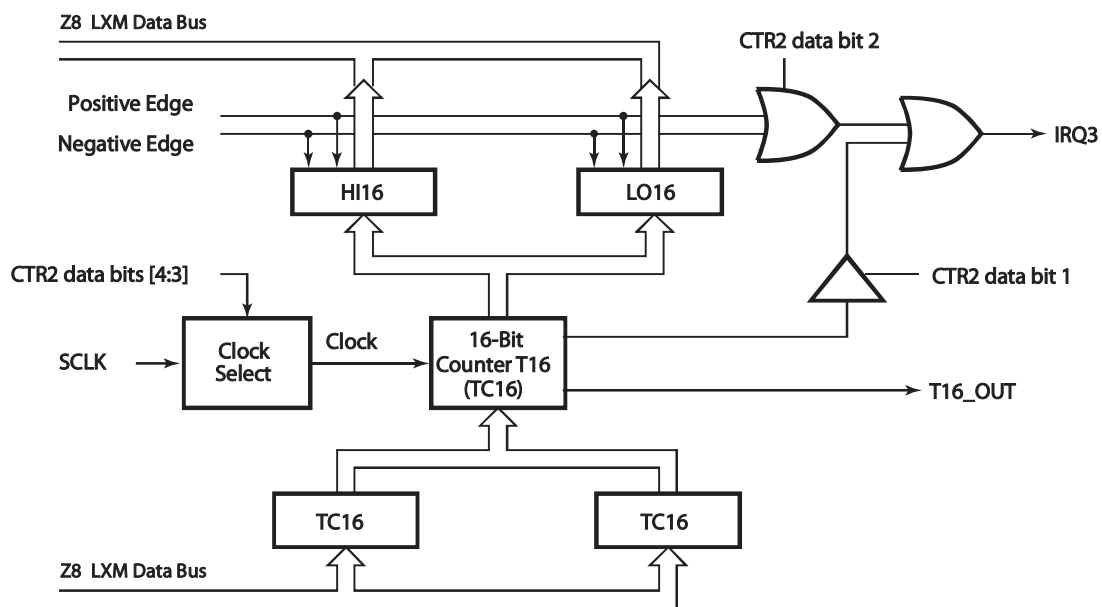 Z8 LXM Data Bus
CTR2 data bit 2
Positive Edge
Negative Edge
IRQ3
HI16
LO16
CTR2 data bits [4:3]
CTR2 data bit 1
SCLK
Clock
Select
Clock
16-Bit
Counter T16
(TC16)
T16_OUT
TC16
TC16
Z8 LXM Data Bus